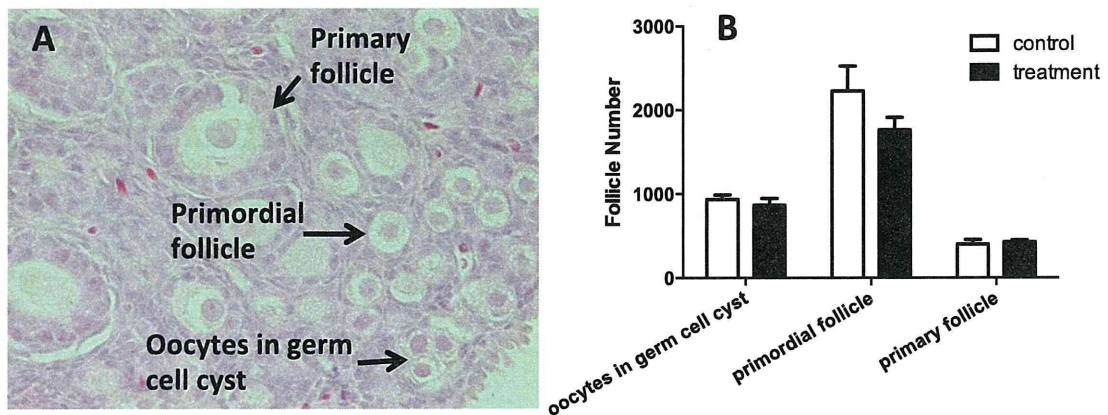 A
Primary
follicle
Primordial
follicle
Oocytes in germ
cell cyst
B
control
treatment
Follicle Number
3000
2000
1000
0
oocytes in germ cell cyst
primordial follicle
primary follicle